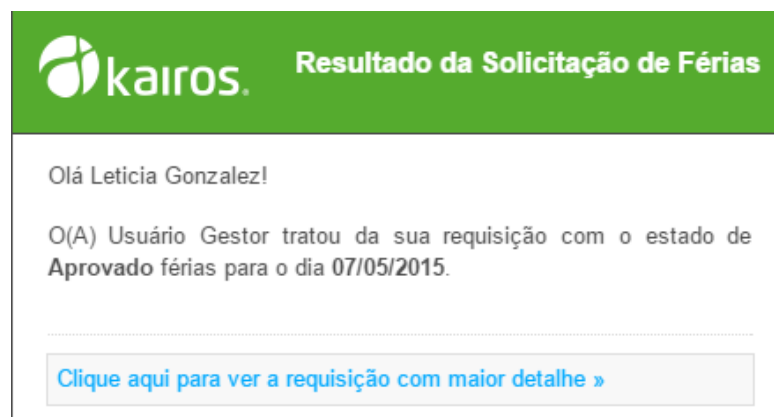 kairos.
Resultado da Solicitação de Férias
Olá Leticia Gonzalez!
O(A) Usuário Gestor tratou da sua requisição com o estado de
Aprovado férias para o dia 07/05/2015.
Clique aqui para ver a requisição com maior detalhe »